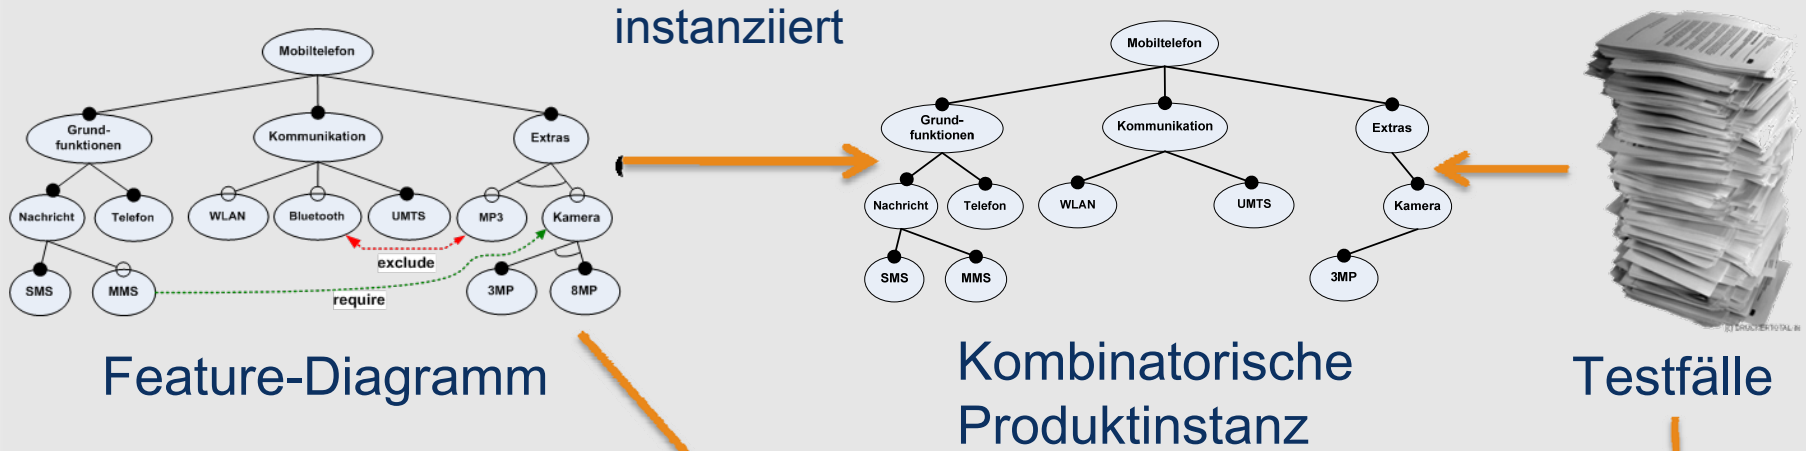 instanziiert
Mobiltelefon
Grund-
funktionen
Kommunikation
Extras
Nachricht
Telefon
WLAN
Bluetooth
UMTS
MP3
Kamera
exclude
SMS
MMS
require
3MP
8MP
Feature-Diagramm
Mobiltelefon
Grund-
funktionen
Kommunikation
Extras
Nachricht
Telefon
WLAN
UMTS
Kamera
SMS
MMS
3MP
Kombinatorische
Produktinstanz
Testfälle